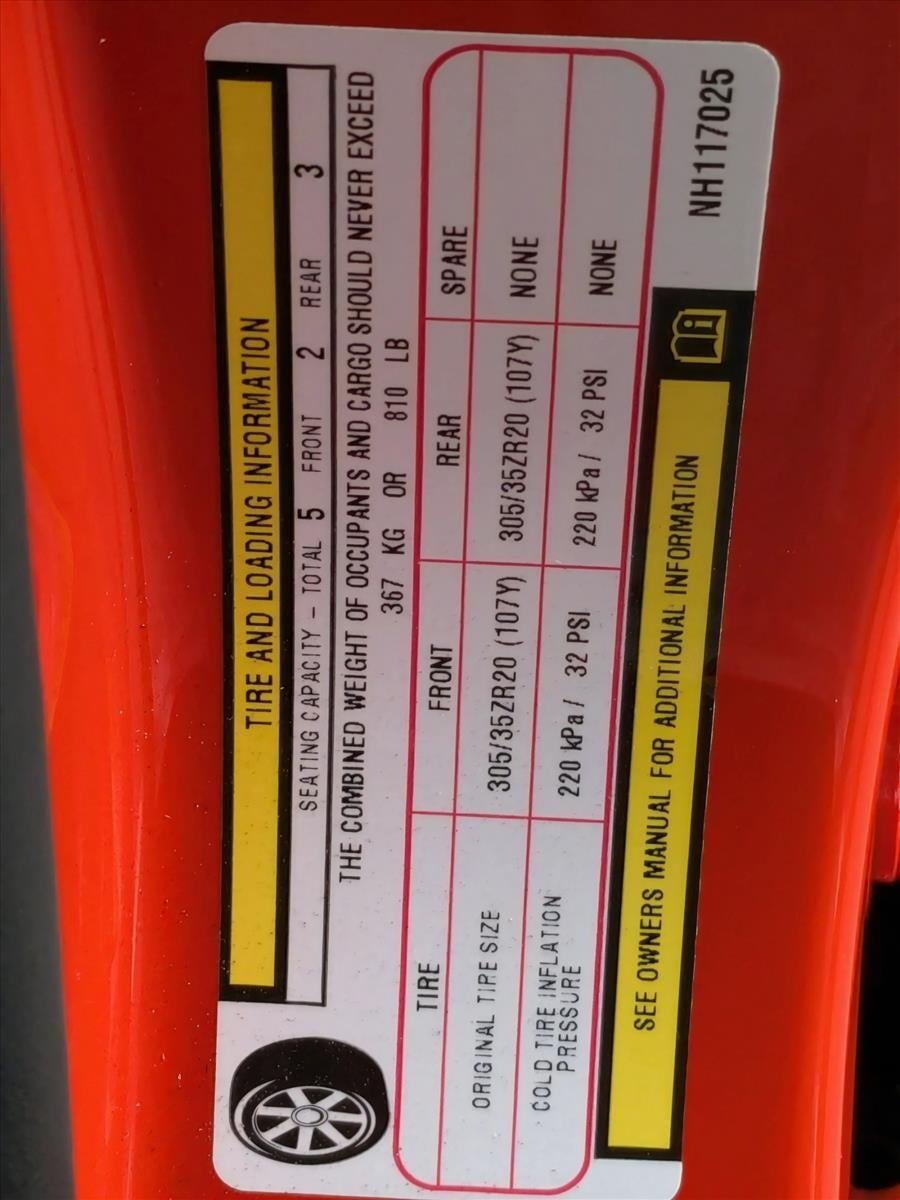 TIRE AND LOADING INFORMATION
SEATING CAPACITY - TOTAL 5 FRONT 2 REAR 3
THE COMBINED WEIGHT OF OCCUPANTS AND CARGO SHOULD NEVER EXCEED
367 KG OR 810 LB
TIRE FRONT REAR SPARE
ORIGINAL TIRE SIZE 305/35ZR20 (107Y) 305/35ZR20 (107Y) NONE
COLD TIRE INFLATION
PRESSURE 220 kPa / 32 PSI 220 kPa / 32 PSI NONE
SEE OWNERS MANUAL FOR ADDITIONAL INFORMATION
NH117025